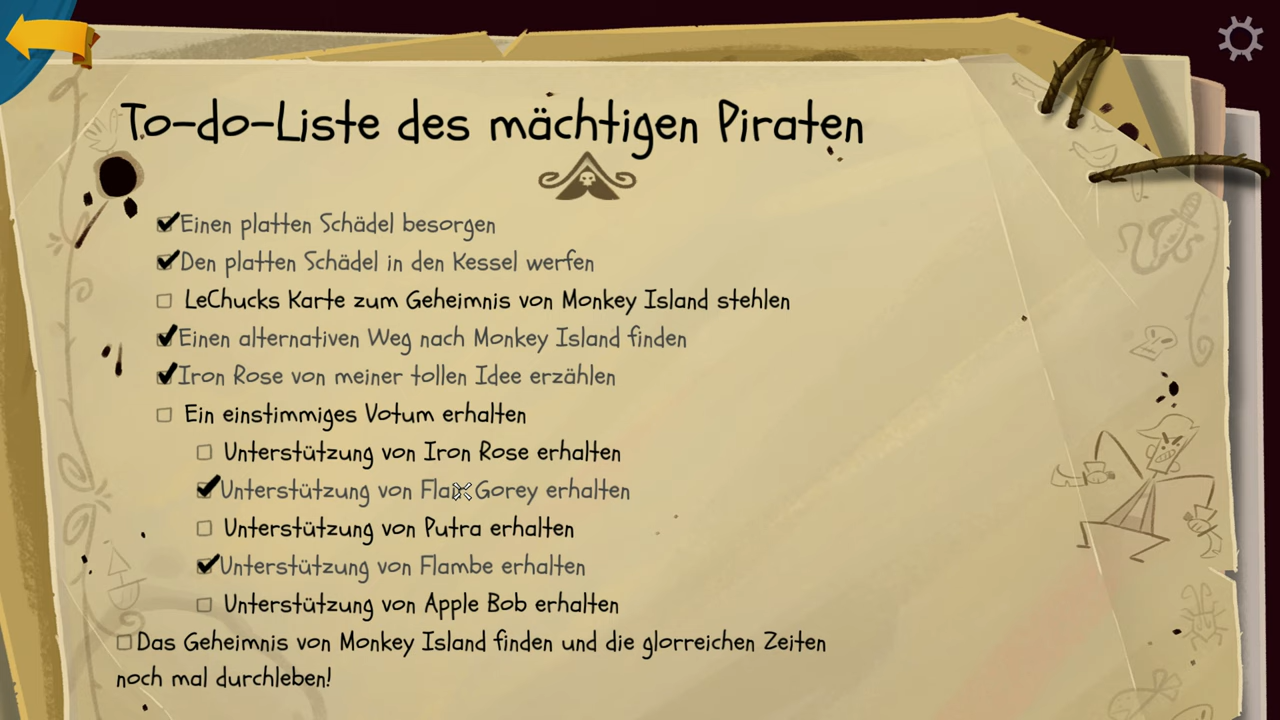 To-do-Liste des mächtigen Piraten
Einen platten Schädel besorgen
Den platten Schädel in den Kessel werfen
LeChucks Karte zum Geheimnis von Monkey Island stehlen
Einen alternativen Weg nach Monkey Island finden
Iron Rose von meiner tollen Idee erzählen
Ein einstimmiges Votum erhalten
Unterstützung von Iron Rose erhalten
Unterstützung von Gorey erhalten
Unterstützung von Putra erhalten
Unterstützung von Flambe erhalten
Unterstützung von Apple Bob erhalten
Das Geheimnis von Monkey Island finden und die glorreichen Zeiten
noch mal durchleben!